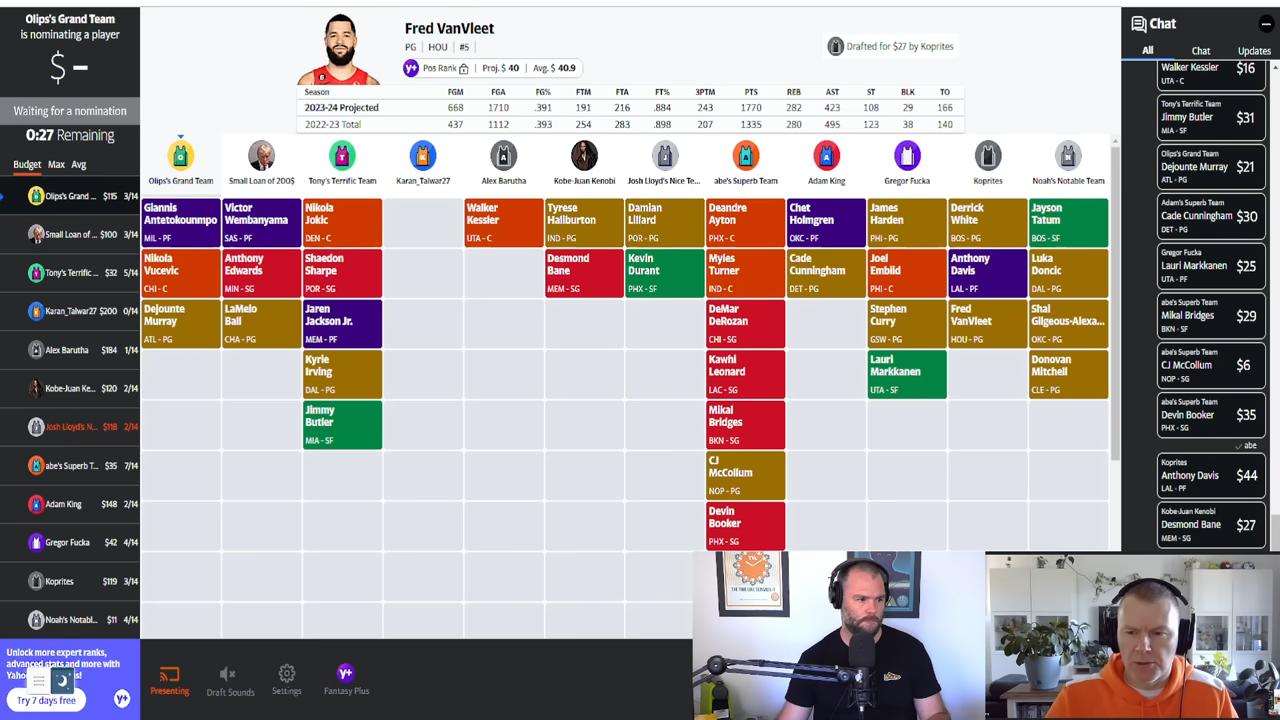 Olips's Grand Team
is nominating a player
$ –
Waiting for a nomination
0:27 Remaining
Budget Max Avg
Olips's Grand ... $115 3/14
Small Loan of ... $100 3/14
Tony's Terrific ... $32 5/14
Karan_Talwar27 $200 0/14
Alex Barutha $184 1/14
Kobe-Juan Ke... $120 2/14
Josh Lloyd's N... $118 2/14
abe's Superb T... $35 7/14
Adam King $148 2/14
Gregor Fucka $42 4/14
Koprites $119 3/14
Noah's Notabl... $11 4/14
Unlock more expert ranks,
advanced stats and more with
Try 7 days free
y+
Fred VanVleet
PG HOU #5
y+ Pos Rank Proj. $ 40 Avg. $ 40.9
Drafted for $27 by Koprites
Season FGM FGA FG% FTM FTA FT% 3PTM PTS REB AST ST BLK TO
2023-24 Projected 668 1710 .391 191 216 .884 243 1770 282 423 108 29 166
2022-23 Total 437 1112 .393 254 283 .898 207 1335 280 495 123 38 140
Olips's Grand Team Small Loan of 200$ Tony's Terrific Team Karan_Talwar27 Alex Barutha Kobe-Juan Kenobi Josh Lloyd's Nice Te... abe's Superb Team Adam King Gregor Fucka Koprites Noah's Notable Team
Giannis Victor Nikola Walker Tyrese Damian Deandre Chet James Derrick Jayson
Antetokounmpo Wembanyama Jokic Kessler Haliburton Lillard Ayton Holmgren Harden White Tatum
MIL - PF SAS - PF DEN - C UTA - C IND - PG POR - PG PHX - C OKC - PF PHI - PG BOS - PG BOS - SF
Nikola Anthony Shaedon Desmond Kevin Myles Cade Joel Anthony Luka
Vucevic Edwards Sharpe Bane Durant Turner Cunningham Embiid Davis Doncic
CHI - C MIN - SG POR - SG MEM - SG PHX - SF IND - C DET - PG PHI - C LAL - PF DAL - PG
Dejounte LaMelo Jaren DeMar Stephen Fred Shai
Murray Ball Jackson Jr. DeRozan Curry VanVleet Gilgeous-Alexa...
ATL - PG CHA - PG MEM - PF CHI - SG GSW - PG HOU - PG OKC - PG
Kyrie Kawhi Lauri Donovan
Irving Leonard Markkanen Mitchell
DAL - PG LAC - SG UTA - SF CLE - PG
Jimmy Mikal
Butler Bridges
MIA - SF BKN - SG
CJ
McCollum
NOP - PG
Devin
Booker
PHX - SG
Presenting Draft Sounds Settings Fantasy Plus
y+
Chat
All Chat Updates
Walker Kessler $16
UTA - C
Tony's Terrific Team
Jimmy Butler $31
MIA - SF
Olips's Grand Team
Dejounte Murray $21
ATL - PG
Adam's Superb Team
Cade Cunningham $30
DET - PG
Gregor Fucka
Lauri Markkanen $25
UTA - PF
abe's Superb Team
Mikal Bridges $29
BKN - SF
abe's Superb Team
CJ McCollum $6
NOP - SG
abe's Superb Team
Devin Booker $35
PHX - SG
abe
Koprites
Anthony Davis $44
LAL - PF
Kobe-Juan Kenobi
Desmond Bane $27
MEM - SG